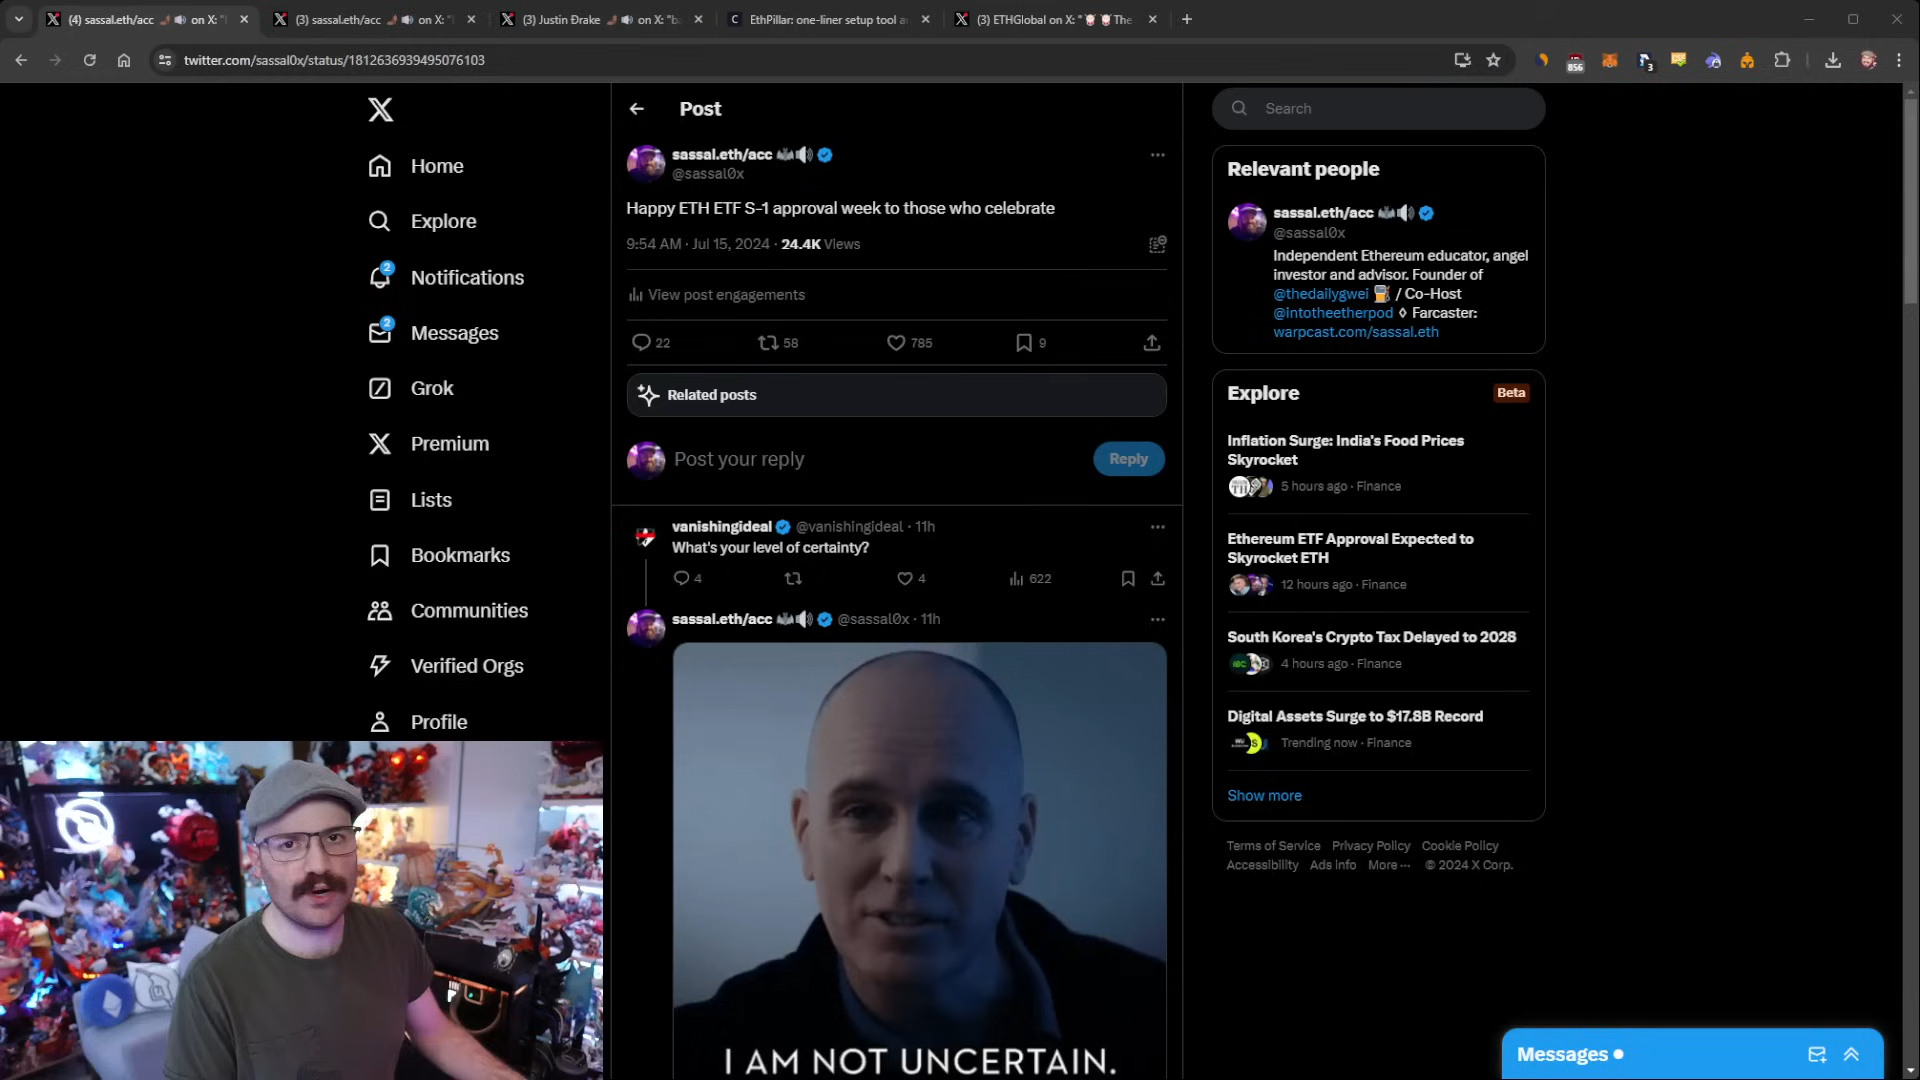 (4) sassal.eth/acc 🦇🔊 on X: "
(3) sassal.eth/acc 🦇🔊 on X: "
(3) Justin Ðrake 🦇🔊 on X: "b
EthPillar: one-liner setup tool a
(3) ETHGlobal on X: "
The
twitter.com/sassal0x/status/1812636939495076103
856
3
Home
Explore
2
Notifications
2
Messages
Grok
Premium
Lists
Bookmarks
Communities
Verified Orgs
Profile
Post
sassal.eth/acc 🦇🔊
@sassal0x
Happy ETH ETF S-1 approval week to those who celebrate
9:54 AM · Jul 15, 2024 · 24.4K Views
View post engagements
22
58
785
9
Related posts
Post your reply
Reply
vanishingideal @vanishingideal · 11h
What's your level of certainty?
4
4
622
sassal.eth/acc 🦇🔊 @sassal0x · 11h
I AM NOT UNCERTAIN.
Search
Relevant people
sassal.eth/acc 🦇🔊
@sassal0x
Independent Ethereum educator, angel
investor and advisor. Founder of
@thedailygwei ⛽ / Co-Host
@intotheetherpod ◊ Farcaster:
warpcast.com/sassal.eth
Explore
Beta
Inflation Surge: India's Food Prices
Skyrocket
5 hours ago · Finance
Ethereum ETF Approval Expected to
Skyrocket ETH
12 hours ago · Finance
South Korea's Crypto Tax Delayed to 2028
4 hours ago · Finance
Digital Assets Surge to $17.8B Record
Trending now · Finance
Show more
Terms of Service Privacy Policy Cookie Policy
Accessibility Ads info More ··· © 2024 X Corp.
Messages